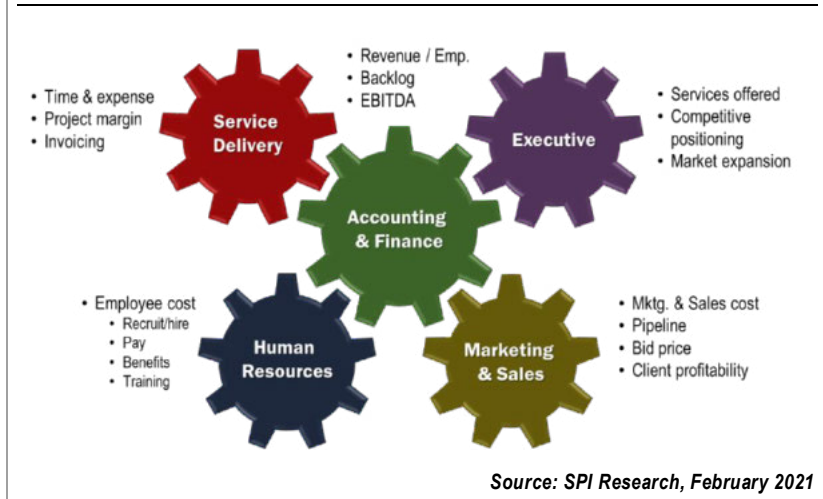 • Revenue / Emp.
• Backlog
• EBITDA
• Time & expense
• Project margin
• Invoicing
Service
Delivery
Executive
• Services offered
• Competitive
positioning
• Market expansion
Accounting
& Finance
• Employee cost
• Recruit/hire
• Pay
• Benefits
• Training
Human
Resources
Marketing
& Sales
• Mktg. & Sales cost
• Pipeline
• Bid price
• Client profitability
Source: SPI Research, February 2021